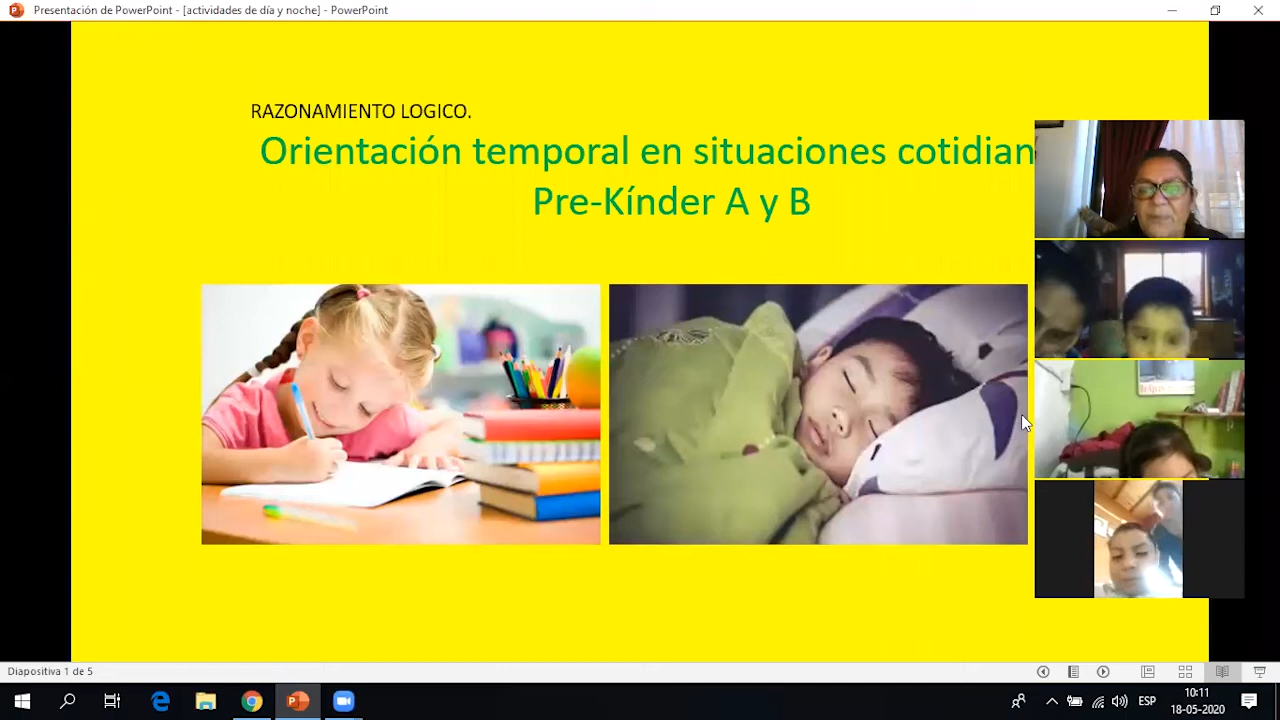 Presentación de PowerPoint - [actividades de día y noche] - PowerPoint
RAZONAMIENTO LOGICO.
Orientación temporal en situaciones cotidian
Pre-Kínder A y B
Diapositiva 1 de 5
ESP
10:11
18-05-2020